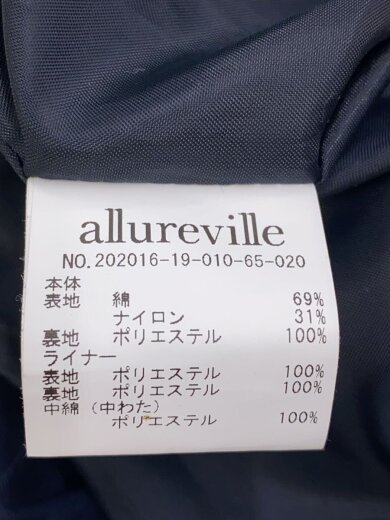 allureville
NO.202016-19-010-65-020
本体
表地 綿 69%
ナイロン 31%
裏地 ポリエステル 100%
ライナー
表地 ポリエステル 100%
裏地 ポリエステル 100%
中綿(中わた)
ポリエステル 100%